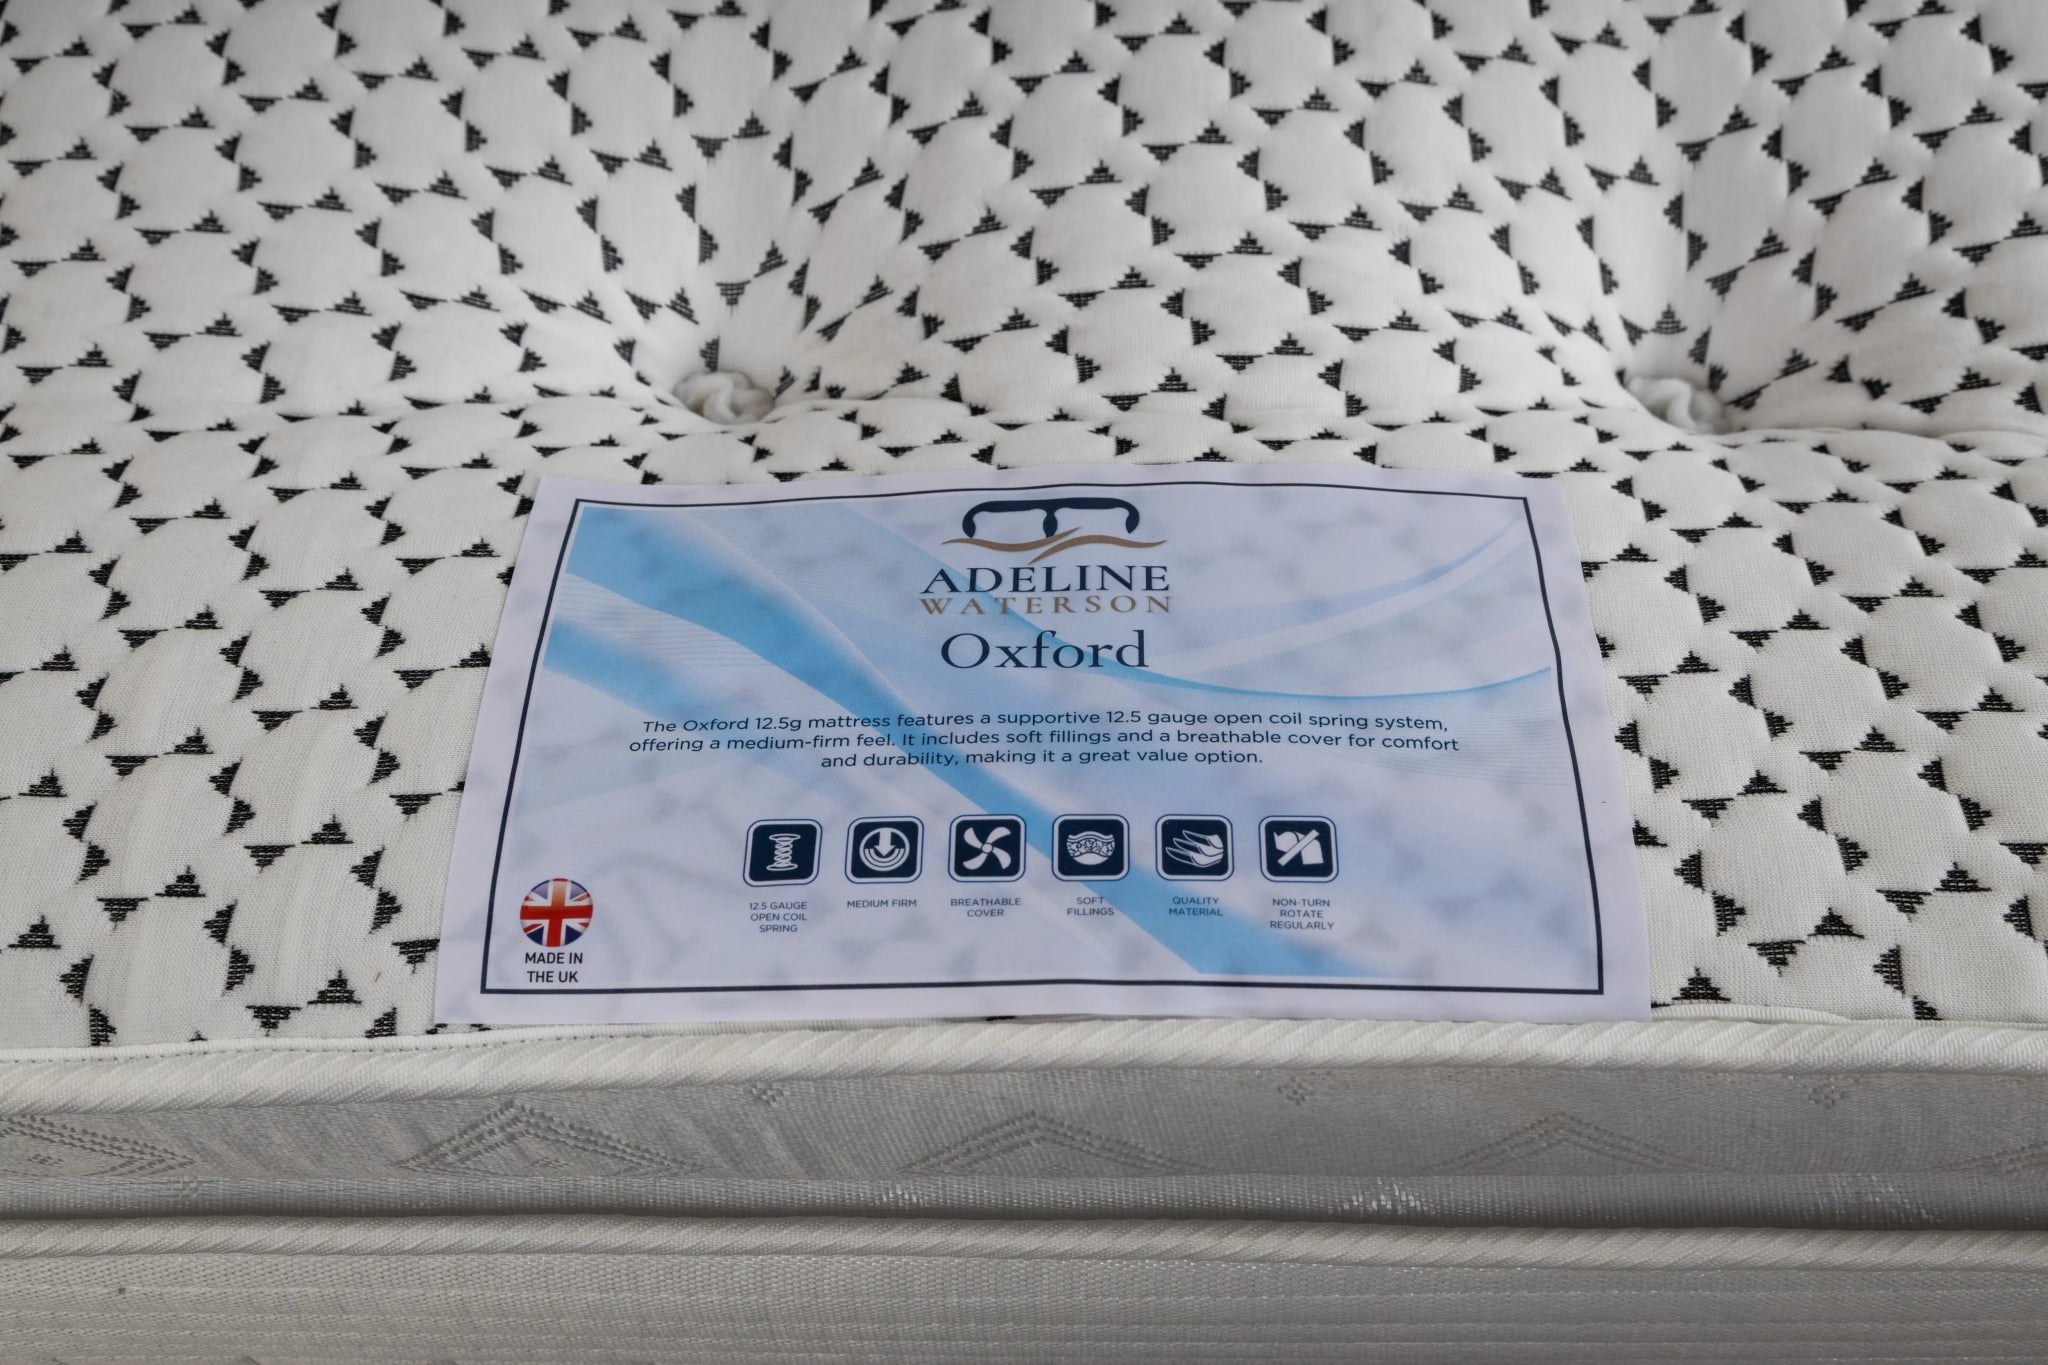 ADELINE
WATERSON
Oxford
The Oxford 12.5g mattress features a supportive 12.5 gauge open coil spring system,
offering a medium-firm feel. It includes soft fillings and a breathable cover for comfort
and durability, making it a great value option.
12.5 GAUGE
OPEN COIL
SPRING
MEDIUM FIRM
BREATHABLE
COVER
SOFT
FILLINGS
QUALITY
MATERIAL
NON-TURN
ROTATE
REGULARLY
MADE IN
THE UK